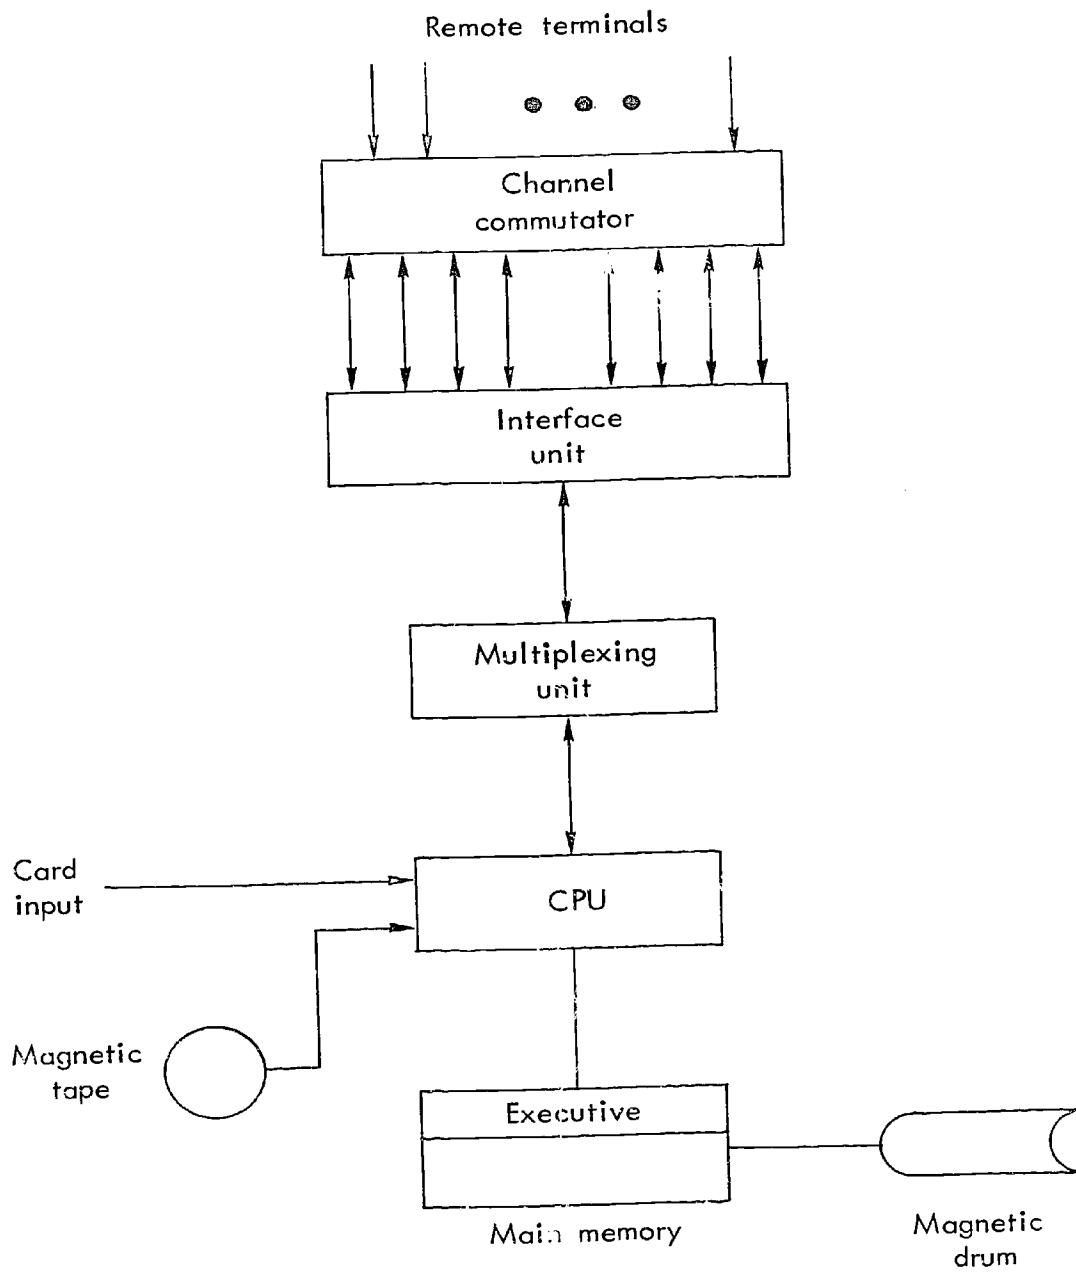 Remote terminals
Channel
commutator
Interface
unit
Multiplexing
unit
Card
input
CPU
Magnetic
tape
Executive
Main memory
Magnetic
drum